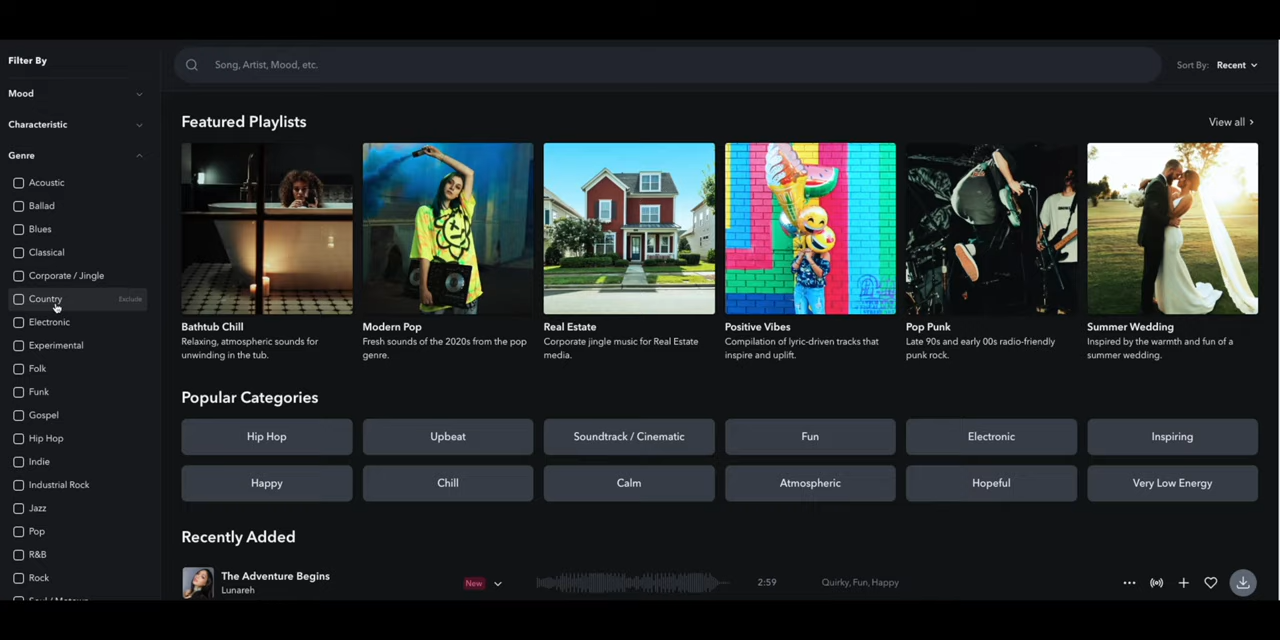 Filter By
Song, Artist, Mood, etc.
Sort By: Recent
Mood
Characteristic
Genre
Acoustic
Ballad
Blues
Classical
Corporate / Jingle
Country
Exclude
Electronic
Experimental
Folk
Funk
Gospel
Hip Hop
Indie
Industrial Rock
Jazz
Pop
R&B
Rock
Soul / Motown
Featured Playlists
View all
Bathtub Chill
Relaxing, atmospheric sounds for
unwinding in the tub.
Modern Pop
Fresh sounds of the 2020s from the pop
genre.
Real Estate
Corporate jingle music for Real Estate
media.
Positive Vibes
Compilation of lyric-driven tracks that
inspire and uplift.
Pop Punk
Late 90s and early 00s radio-friendly
punk rock.
Summer Wedding
Inspired by the warmth and fun of a
summer wedding.
Popular Categories
Hip Hop
Upbeat
Soundtrack / Cinematic
Fun
Electronic
Inspiring
Happy
Chill
Calm
Atmospheric
Hopeful
Very Low Energy
Recently Added
The Adventure Begins
Lunareh
New
2:59
Quirky, Fun, Happy